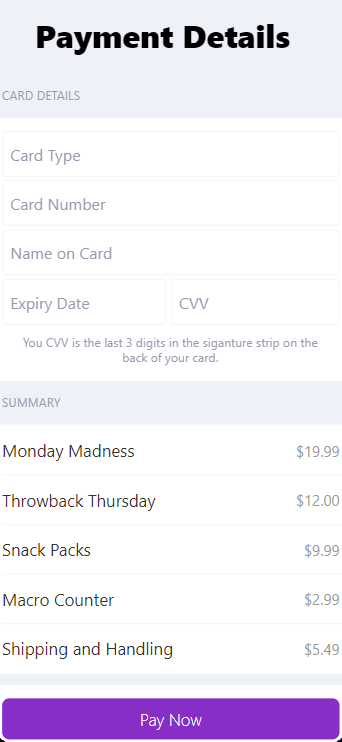 Payment Details
CARD DETAILS
Card Type
Card Number
Name on Card
Expiry Date CVV
You CVV is the last 3 digits in the siganture strip on the
back of your card.
SUMMARY
Monday Madness $19.99
Throwback Thursday $12.00
Snack Packs $9.99
Macro Counter $2.99
Shipping and Handling $5.49
Pay Now